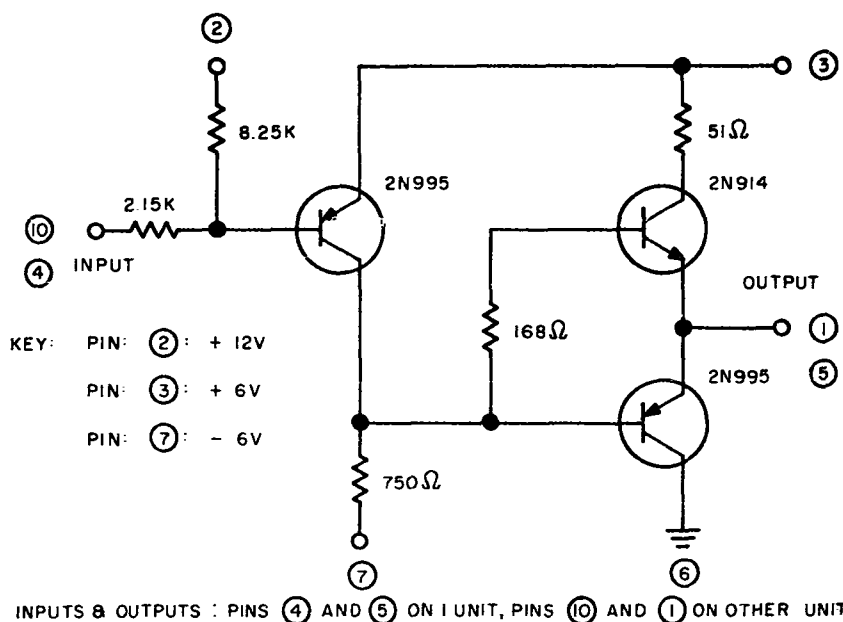 ②
③
8.25K
51Ω
2N995
2N914
2.15K
⑩
④ INPUT
OUTPUT
168Ω
①
KEY: PIN: ②: + 12V
⑤
2N995
PIN: ③: + 6V
PIN: ⑦: - 6V
750Ω
⑦
⑥
INPUTS & OUTPUTS : PINS ④ AND ⑤ ON 1 UNIT, PINS ⑩ AND ① ON OTHER UNIT